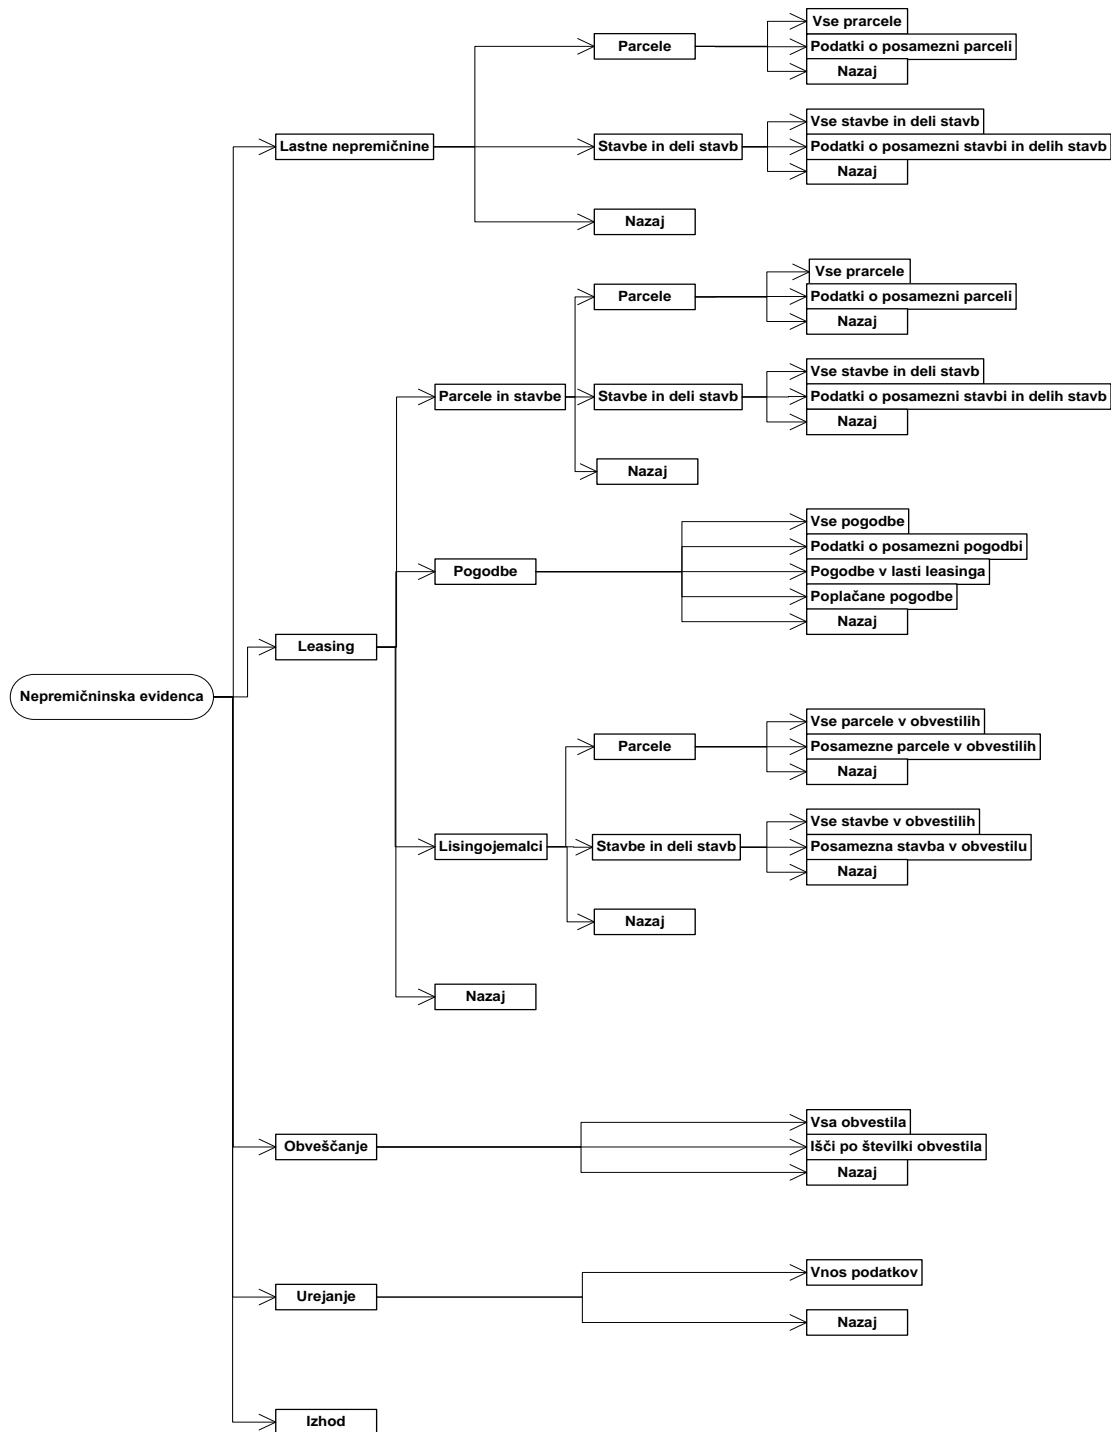 Vse prarcele
Parcele
Podatki o posamezni parceli
Nazaj
Vse stavbe in deli stavb
Lastne nepremičnine
Stavbe in deli stavb
Podatki o posamezni stavbi in delih stavb
Nazaj
Nazaj
Vse prarcele
Parcele
Podatki o posamezni parceli
Nazaj
Vse stavbe in deli stavb
Parcele in stavbe
Stavbe in deli stavb
Podatki o posamezni stavbi in delih stavb
Nazaj
Nazaj
Vse pogodbe
Podatki o posamezni pogodbi
Pogodbe
Pogodbe v lasti leasinga
Poplačane pogodbe
Nazaj
Leasing
Nepremičninska evidenca
Vse parcele v obvestilih
Parcele
Posamezne parcele v obvestilih
Nazaj
Vse stavbe v obvestilih
Lisingojemalci
Stavbe in deli stavb
Posamezna stavba v obvestilu
Nazaj
Nazaj
Nazaj
Vsa obvestila
Obveščanje
Išči po številki obvestila
Nazaj
Vnos podatkov
Urejanje
Nazaj
Izhod